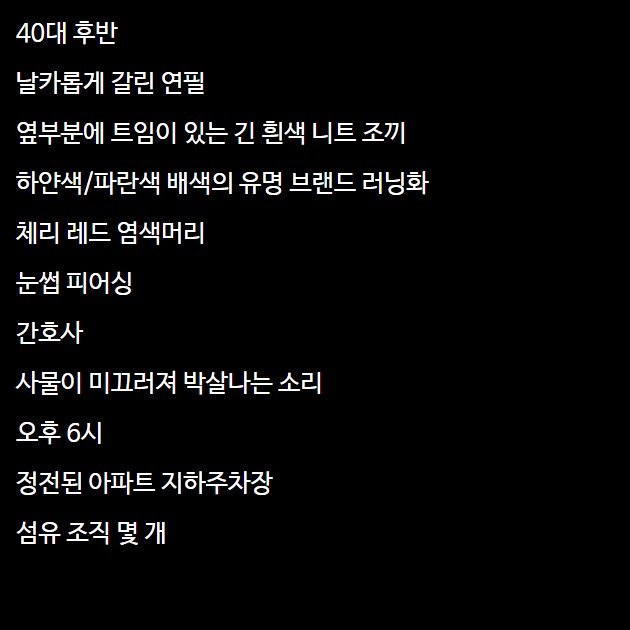 40대 후반
날카롭게 갈린 연필
옆부분에 트임이 있는 긴 흰색 니트 조끼
하얀색/파란색 배색의 유명 브랜드 러닝화
체리 레드 염색머리
눈썹 피어싱
간호사
사물이 미끄러져 박살나는 소리
오후 6시
정전된 아파트 지하주차장
섬유 조직 몇 개